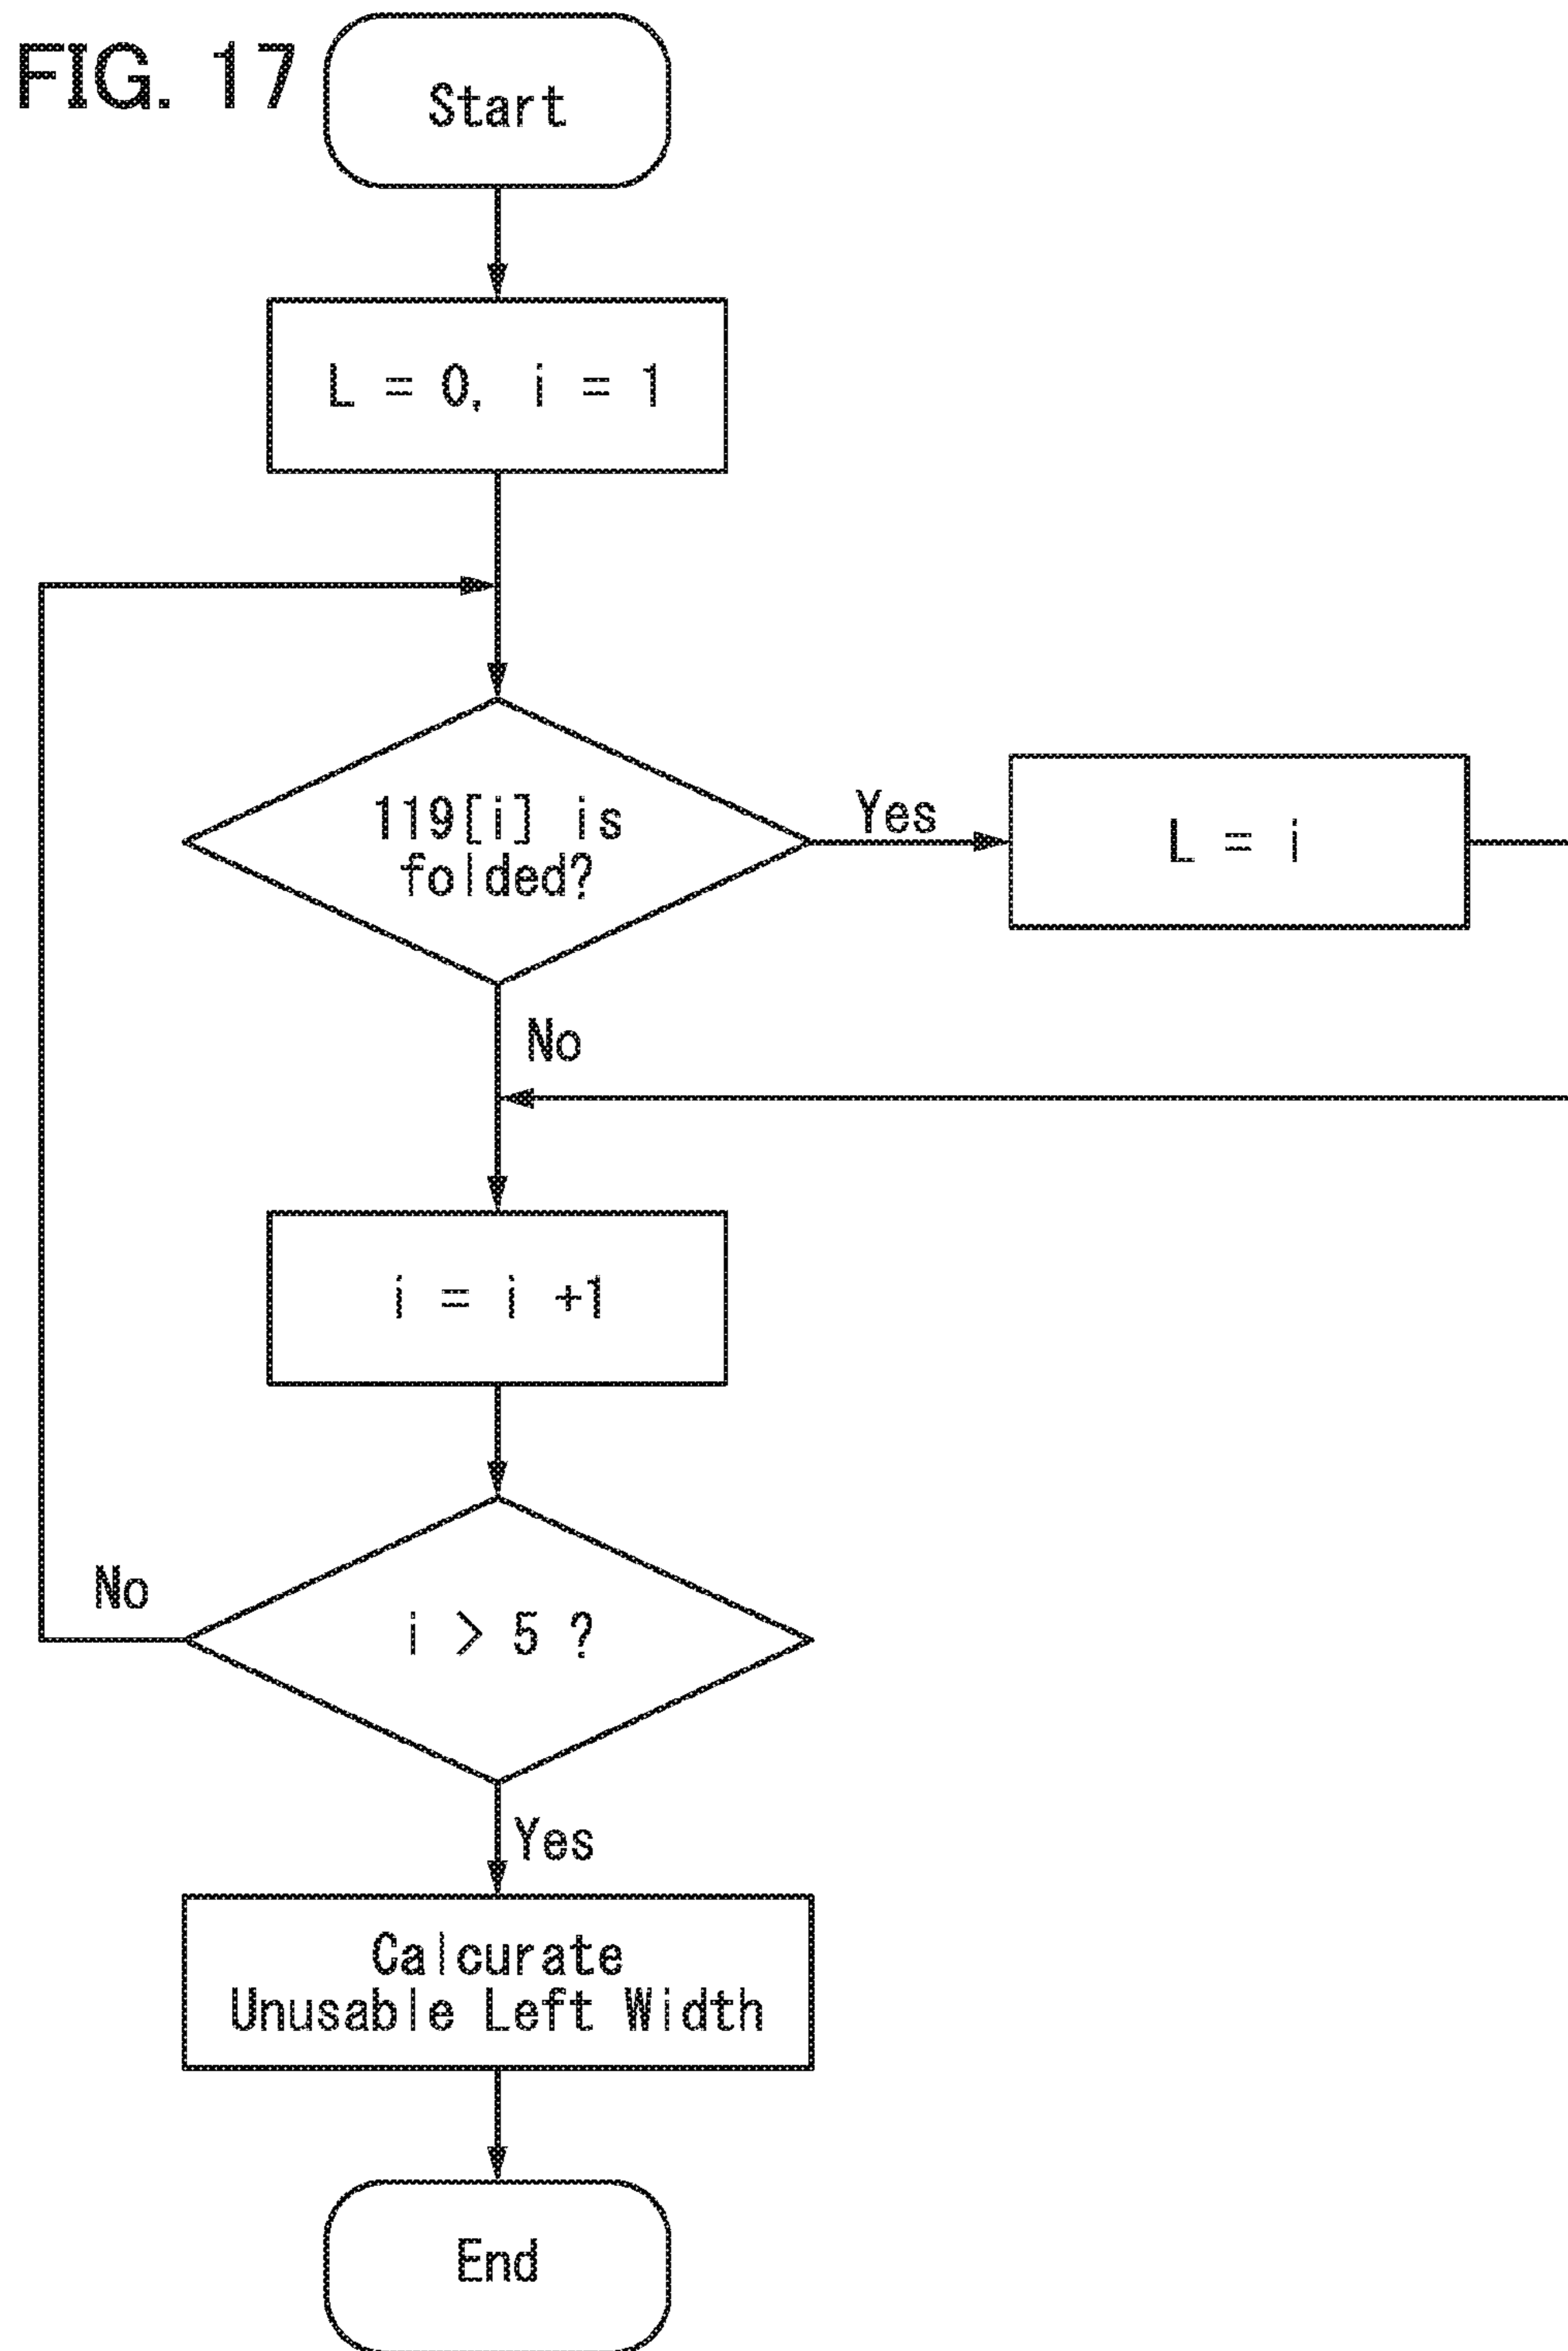 FIG. 17
Start
L = 0, i = 1
119[i] is
folded?
Yes
L = i
No
i = i +1
No
i > 5 ?
Yes
Calcurate
Unusable Left Width
End